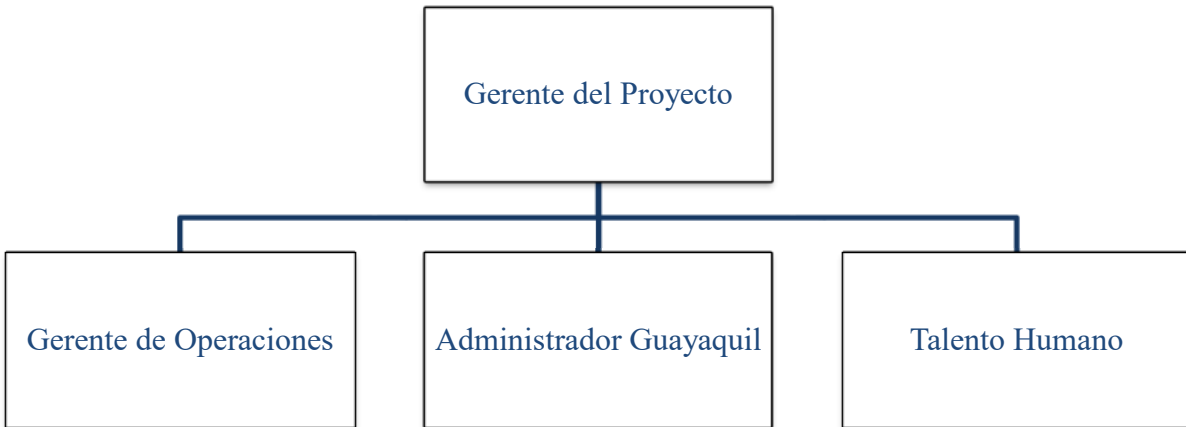 Gerente del Proyecto
Gerente de Operaciones
Administrador Guayaquil
Talento Humano